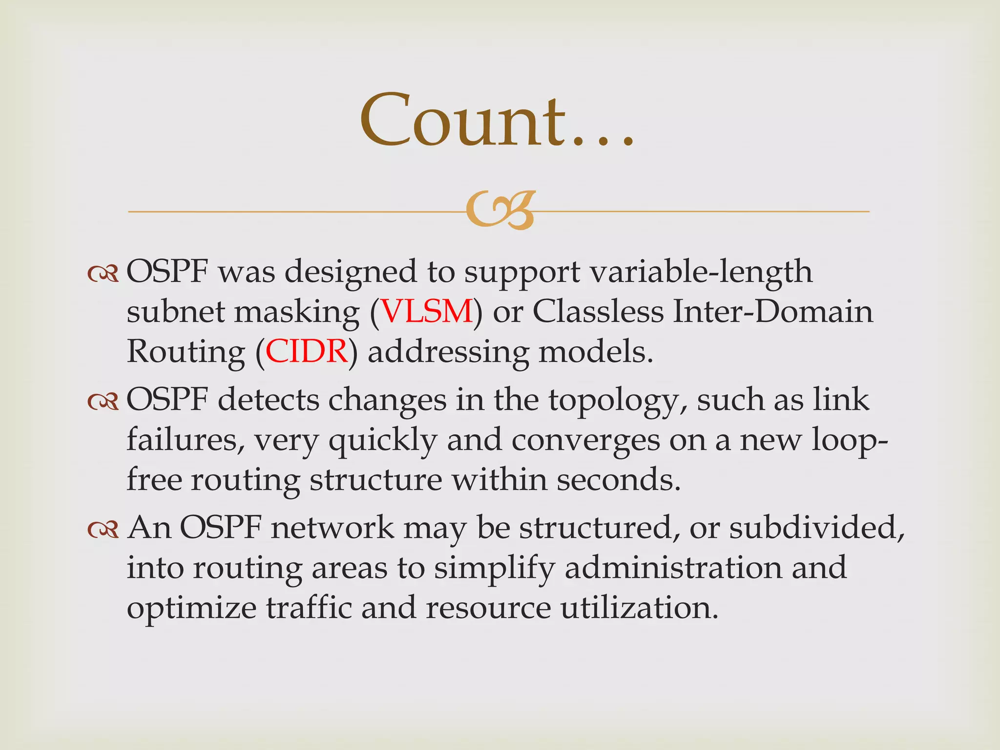 Count…
OSPF was designed to support variable-length
subnet masking (VLSM) or Classless Inter-Domain
Routing (CIDR) addressing models.
OSPF detects changes in the topology, such as link
failures, very quickly and converges on a new loop-
free routing structure within seconds.
An OSPF network may be structured, or subdivided,
into routing areas to simplify administration and
optimize traffic and resource utilization.